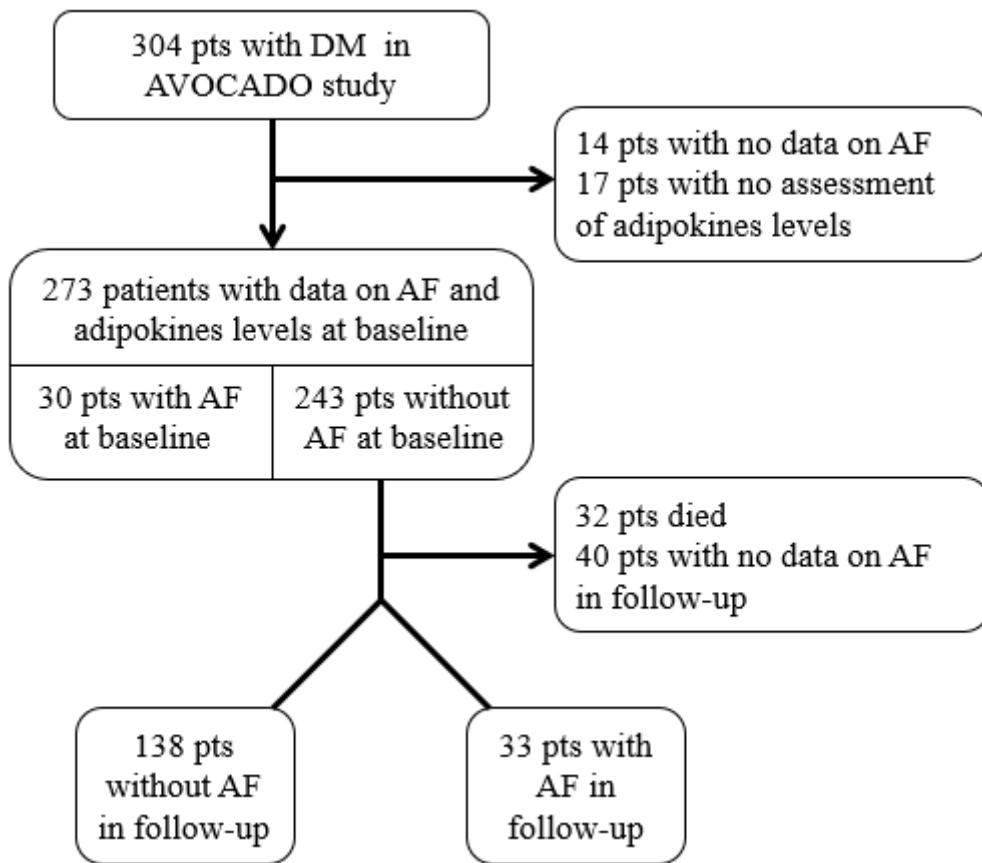 304 pts with DM in
AVOCADO study
14 pts with no data on AF
17 pts with no assessment
of adipokines levels
273 patients with data on AF and
adipokines levels at baseline
30 pts with AF
at baseline
243 pts without
AF at baseline
32 pts died
40 pts with no data on AF
in follow-up
138 pts
without AF
in follow-up
33 pts with
AF in
follow-up